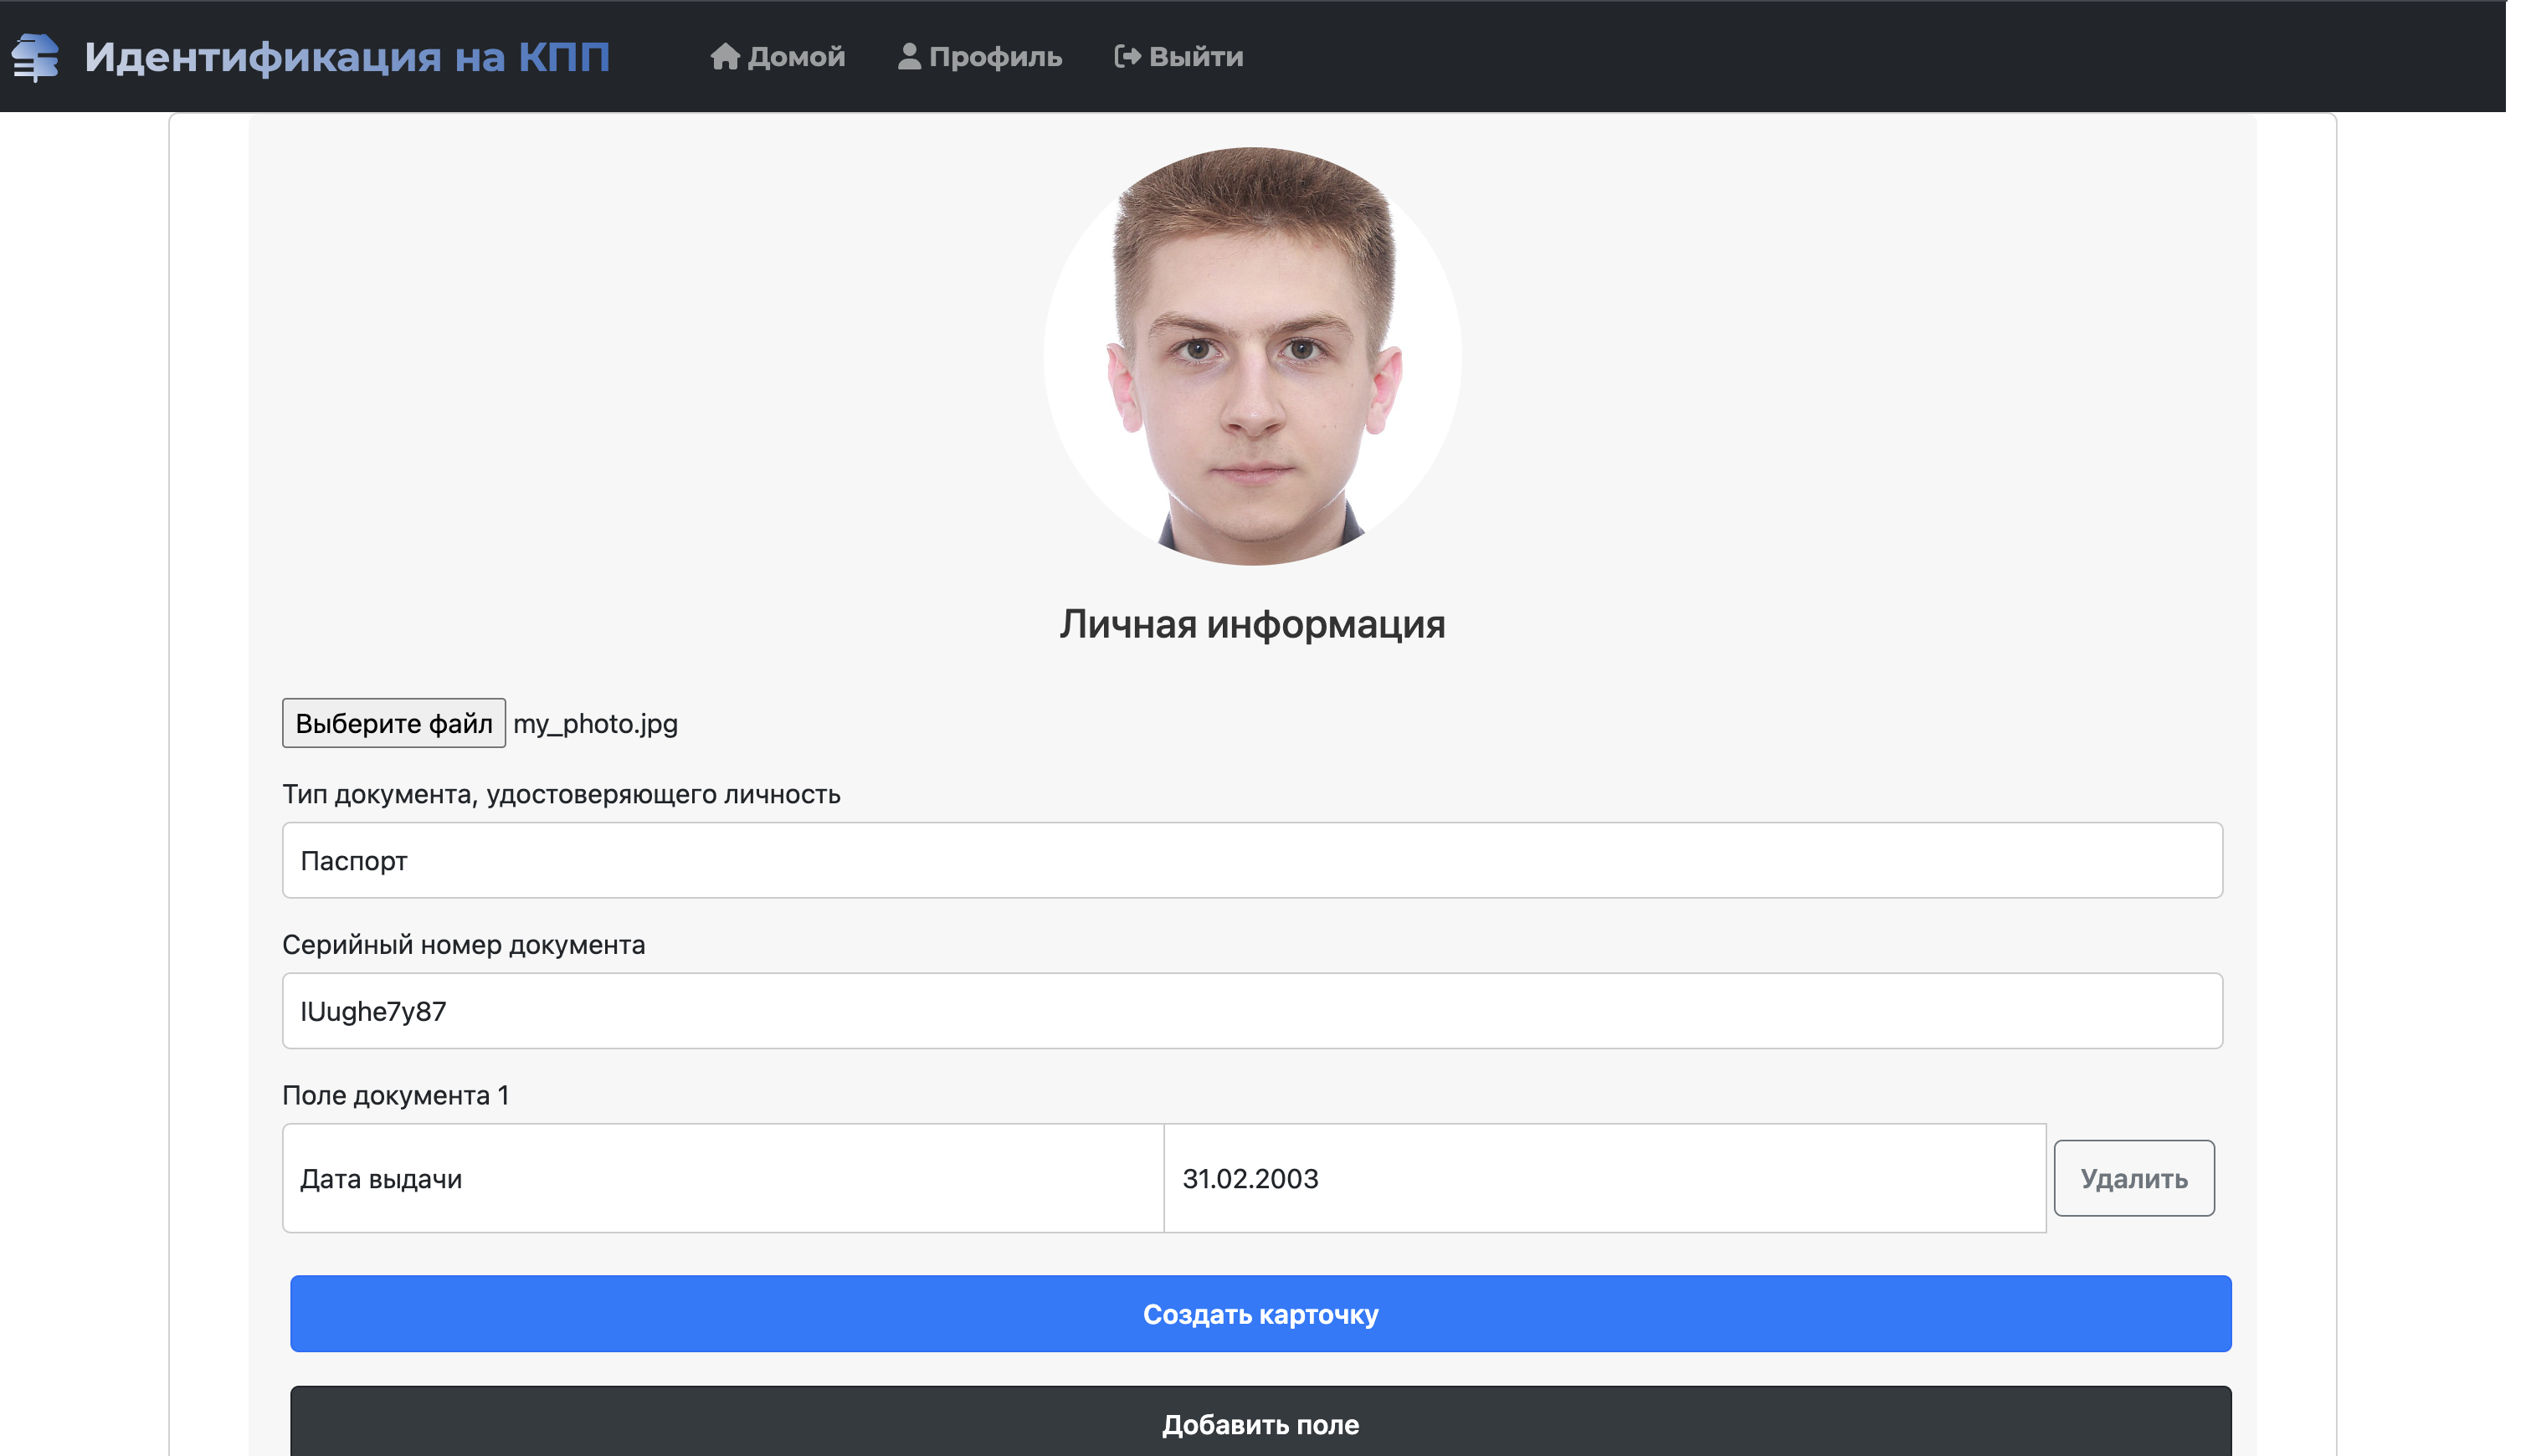 Идентификация на КПП
Домой
Профиль
Выйти
Личная информация
Выберите файл my_photo.jpg
Тип документа, удостоверяющего личность
Паспорт
Серийный номер документа
IUughe7y87
Поле документа 1
Дата выдачи
31.02.2003
Удалить
Создать карточку
Добавить поле